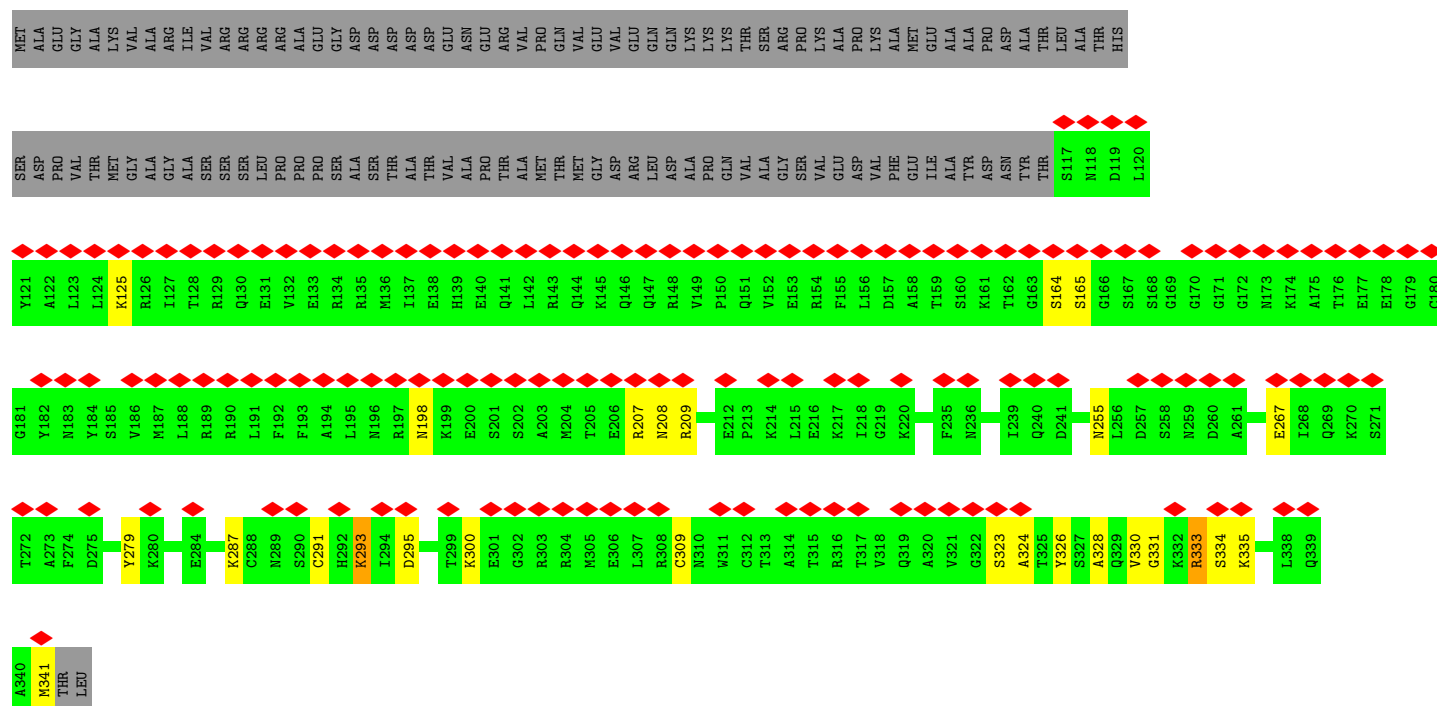 MET ALA GLU GLY ALA LYS VAL ALA ARG ILE VAL ARG ARG ARG ARG ALA GLU GLY ASP ASP ASP ASP ASP GLU ASN GLU ARG VAL PRO GLN VAL GLU VAL GLU GLN GLN LYS LYS LYS THR SER ARG PRO LYS ALA PRO LYS ALA MET GLU ALA ALA PRO ASP ALA THR LEU ALA THR HIS
SER ASP PRO VAL THR MET GLY ALA GLY ALA SER SER SER LEU PRO PRO PRO SER ALA SER THR ALA THR VAL ALA PRO THR ALA MET THR MET GLY ASP ARG LEU ASP ALA PRO GLN VAL ALA GLY SER VAL GLU ASP VAL PHE GLU ILE ALA TYR ASP ASN TYR THR S117 N118 D119 L120
Y121 A122 L123 L124 K125 R126 I127 T128 R129 Q130 E131 V132 E133 R134 R135 M136 I137 E138 H139 E140 Q141 L142 R143 Q144 K145 Q146 Q147 R148 V149 P150 Q151 V152 E153 R154 F155 L156 D157 A158 T159 S160 K161 T162 G163 S164 S165 G166 S167 S168 G169 G170 G171 G172 N173 K174 A175 T176 E177 E178 G179 C180
G181 Y182 N183 Y184 S185 V186 M187 L188 R189 R190 L191 F192 F193 A194 L195 N196 R197 N198 K199 E200 S201 S202 A203 M204 T205 E206 R207 N208 R209 E212 P213 K214 L215 E216 K217 I218 G219 K220 F235 N236 I239 Q240 D241 N255 L256 D257 S258 N259 D260 A261 E267 I268 Q269 K270 S271
T272 A273 F274 D275 Y279 K280 E284 K287 C288 N289 S290 C291 H292 K293 I294 D295 T299 K300 E301 G302 R303 R304 M305 E306 L307 R308 C309 N310 W311 C312 T313 A314 T315 R316 T317 V318 Q319 A320 V321 G322 S323 A324 T325 Y326 S327 A328 Q329 V330 G331 K332 R333 S334 K335 L338 Q339
A340 M341 THR LEU